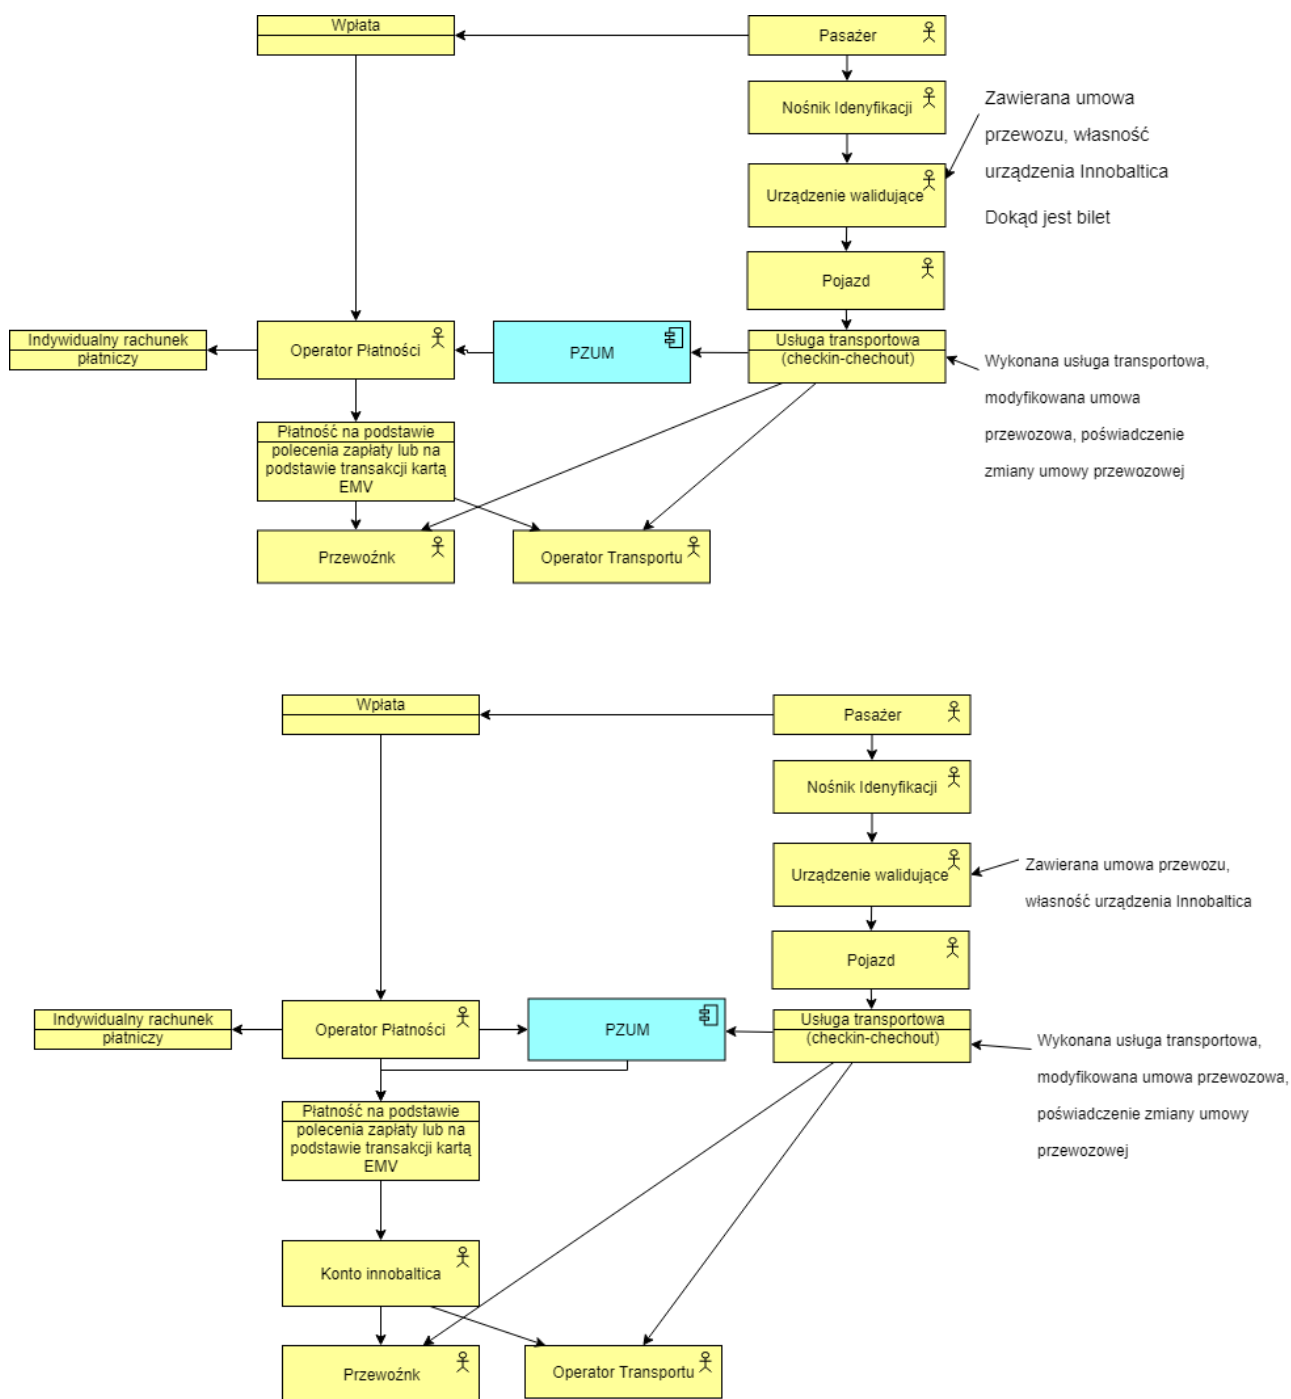 Wpłata
Pasażer
Nośnik Idenyfikacji
Zawierana umowa
przewozu, własność
urządzenia Innobaltica
Dokąd jest bilet
Urządzenie walidujące
Pojazd
Indywidualny rachunek
płatniczy
Operator Płatności
PZUM
Usługa transportowa
(checkin-chechout)
Wykonana usługa transportowa,
modyfikowana umowa
przewozowa, poświadczenie
zmiany umowy przewozowej
Płatność na podstawie
polecenia zapłaty lub na
podstawie transakcji kartą
EMV
Przewoźnk
Operator Transportu
Wpłata
Pasażer
Nośnik Idenyfikacji
Urządzenie walidujące
Zawierana umowa przewozu,
własność urządzenia Innobaltica
Pojazd
Indywidualny rachunek
płatniczy
Operator Płatności
PZUM
Usługa transportowa
(checkin-chechout)
Wykonana usługa transportowa,
modyfikowana umowa przewozowa,
poświadczenie zmiany umowy
przewozowej
Płatność na podstawie
polecenia zapłaty lub na
podstawie transakcji kartą
EMV
Konto innobaltica
Przewoźnk
Operator Transportu